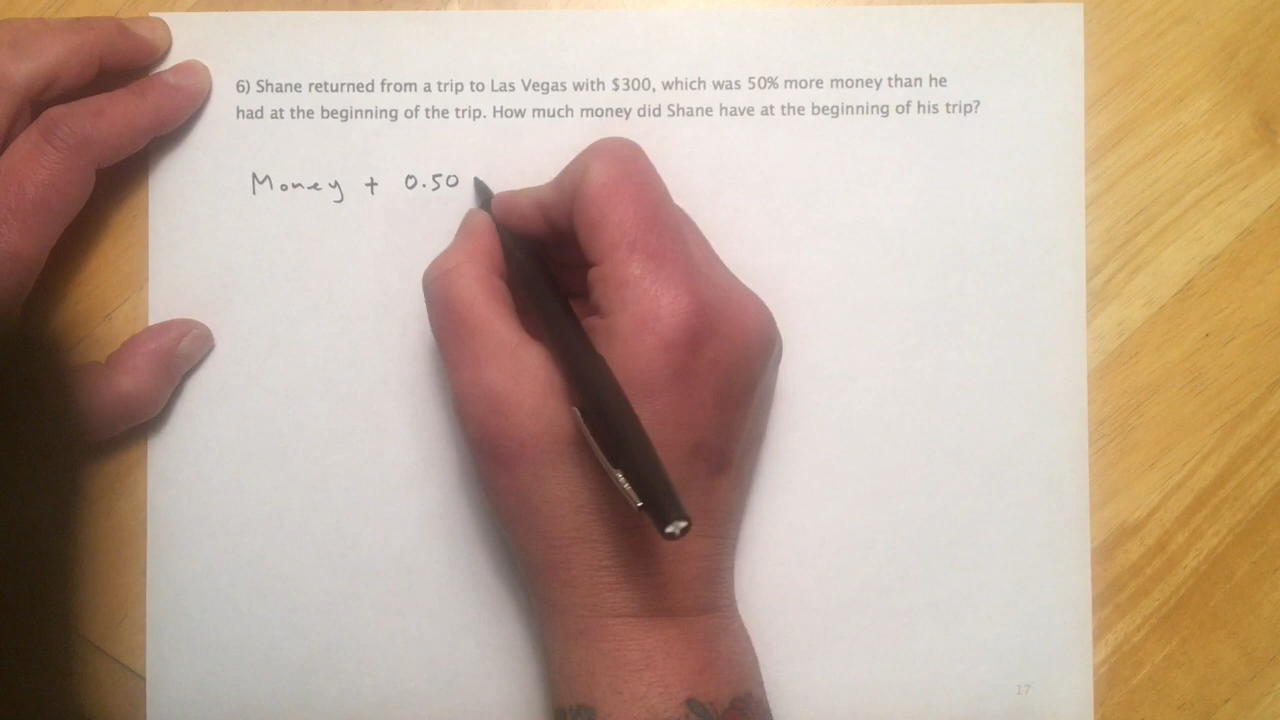 6) Shane returned from a trip to Las Vegas with $300, which was 50% more money than he
had at the beginning of the trip. How much money did Shane have at the beginning of his trip?
Money + 0.50
17